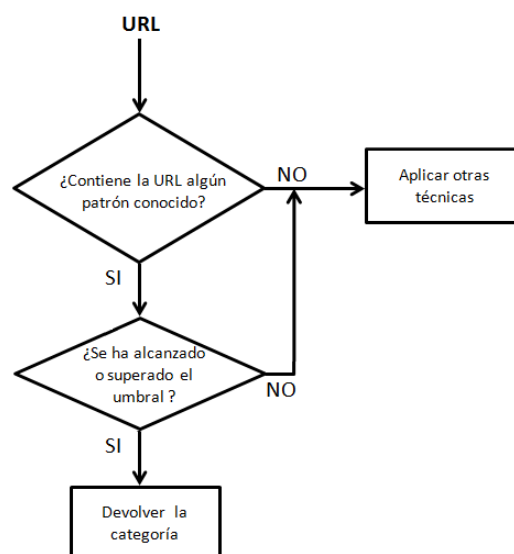 URL
¿Contiene la URL algún
patrón conocido?
NO
Aplicar otras
técnicas
SI
¿Se ha alcanzado
o superado el
umbral ?
NO
SI
Devolver la
categoría